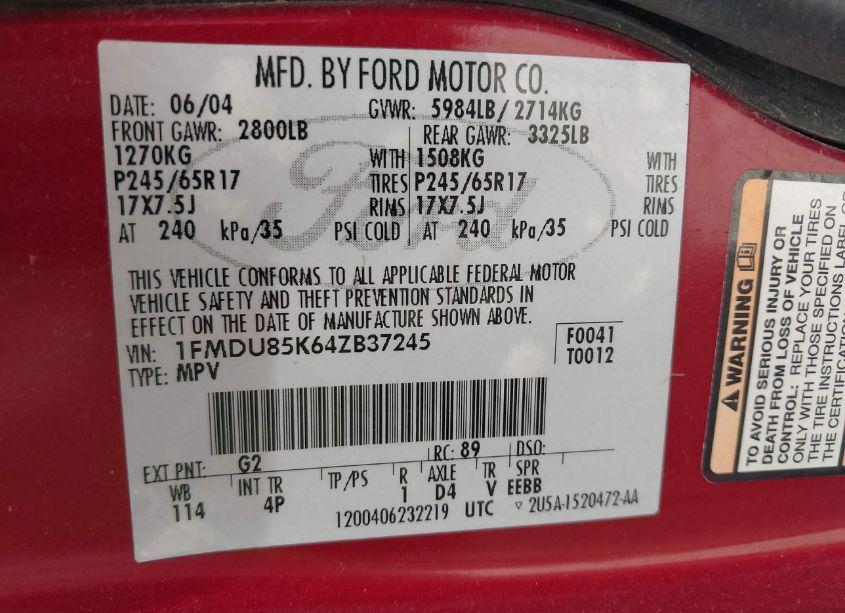 MFD. BY FORD MOTOR CO.
DATE: 06/04 GVWR: 5984LB/ 2714KG
FRONT GAWR: 2800LB REAR GAWR: 3325LB
1270KG WITH 1508KG WITH
P245/65R17 TIRES P245/65R17 TIRES
17X7.5J RIMS 17X7.5J RIMS
AT 240 kPa/35 PSI COLD AT 240 kPa/35 PSI COLD
Ford
THIS VEHICLE CONFORMS TO ALL APPLICABLE FEDERAL MOTOR
VEHICLE SAFETY AND THEFT PREVENTION STANDARDS IN
EFFECT ON THE DATE OF MANUFACTURE SHOWN ABOVE.
VIN: 1FMDU85K64ZB37245 F0041
TYPE: MPV T0012
EXT PNT: G2 RC: 89 DSO:
WB INT TR TP/PS R AXLE TR SPR
114 4P 1 D4 V EEBB
1200406232219 UTC ▽ 2U5A-1520472-AA
WARNING
TO AVOID SERIOUS INJURY OR
DEATH FROM LOSS OF VEHICLE
CONTROL: REPLACE YOUR TIRES
ONLY WITH THOSE SPECIFIED ON
THE TIRE INSTRUCTIONS LABEL OR
THE CERTIFICATION